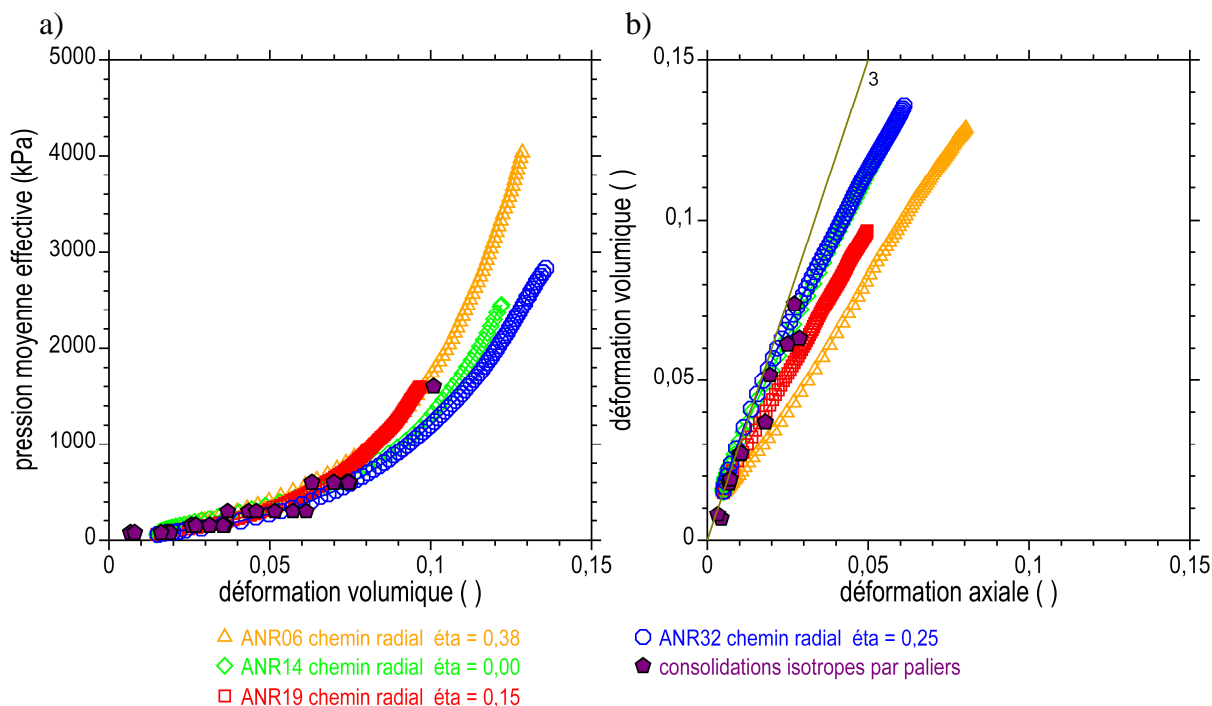 a)
b)
pression moyenne effective (kPa)
5000
4000
3000
2000
1000
0
0
0,05
0,1
0,15
déformation volumique ( )
déformation volumique ( )
0,15
0,1
0,05
0
3
0
0,05
0,1
0,15
déformation axiale ( )
ANR06 chemin radial éta = 0,38
ANR14 chemin radial éta = 0,00
ANR19 chemin radial éta = 0,15
ANR32 chemin radial éta = 0,25
consolidations isotropes par paliers